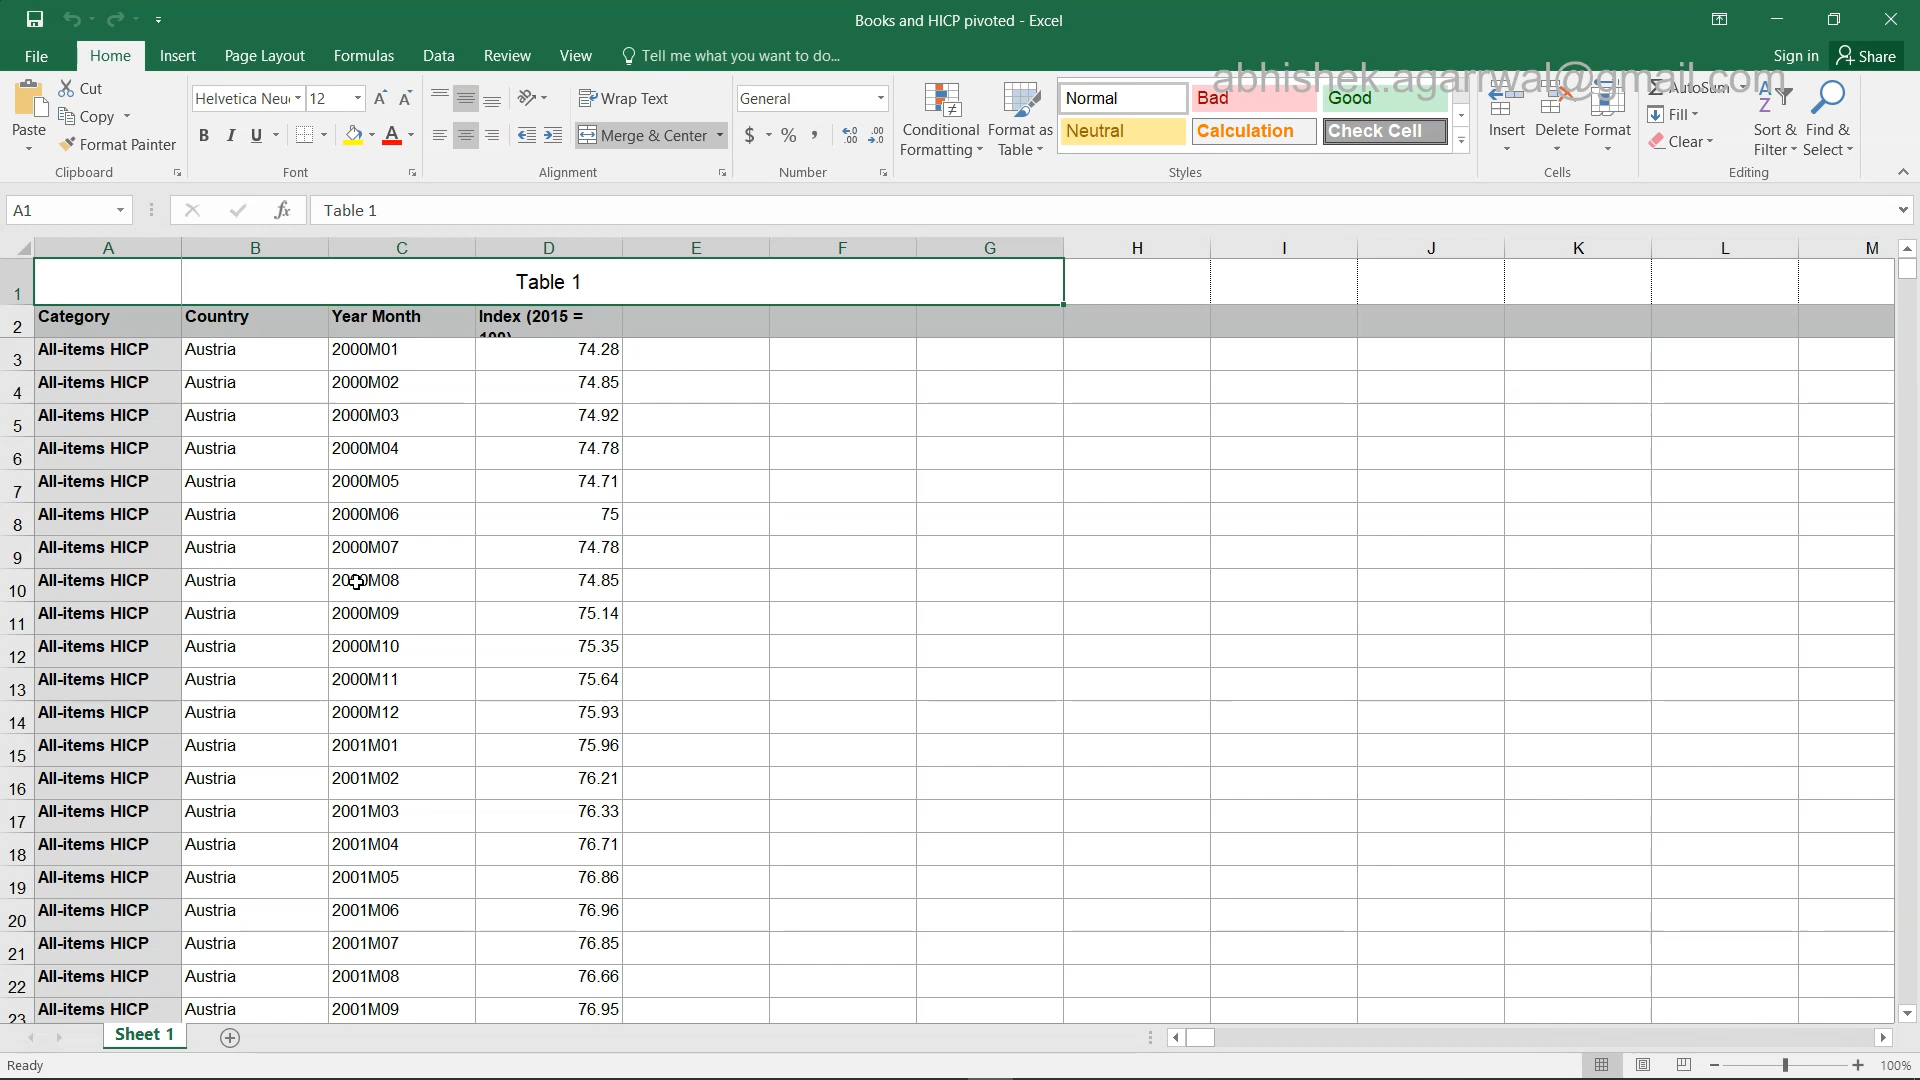 Books and HICP pivoted - Excel
File Home Insert Page Layout Formulas Data Review View Tell me what you want to do... Sign in Share
abhishek.agarrwal@gmail.com
Paste Cut Copy Format Painter
Clipboard
Helvetica Neue 12
Font
Wrap Text
Merge & Center
Alignment
General
$ % ,
Number
Conditional Formatting Format as Table
Normal Bad Good
Neutral Calculation Check Cell
Styles
Insert Delete Format
Cells
AutoSum
Fill
Clear
Sort & Filter Find & Select
Editing
A1 fx Table 1
A B C D E F G H I J K L M
1 Table 1
2 Category Country Year Month Index (2015 = 100)
3 All-items HICP Austria 2000M01 74.28
4 All-items HICP Austria 2000M02 74.85
5 All-items HICP Austria 2000M03 74.92
6 All-items HICP Austria 2000M04 74.78
7 All-items HICP Austria 2000M05 74.71
8 All-items HICP Austria 2000M06 75
9 All-items HICP Austria 2000M07 74.78
10 All-items HICP Austria 2000M08 74.85
11 All-items HICP Austria 2000M09 75.14
12 All-items HICP Austria 2000M10 75.35
13 All-items HICP Austria 2000M11 75.64
14 All-items HICP Austria 2000M12 75.93
15 All-items HICP Austria 2001M01 75.96
16 All-items HICP Austria 2001M02 76.21
17 All-items HICP Austria 2001M03 76.33
18 All-items HICP Austria 2001M04 76.71
19 All-items HICP Austria 2001M05 76.86
20 All-items HICP Austria 2001M06 76.96
21 All-items HICP Austria 2001M07 76.85
22 All-items HICP Austria 2001M08 76.66
23 All-items HICP Austria 2001M09 76.95
Sheet 1
Ready 100%